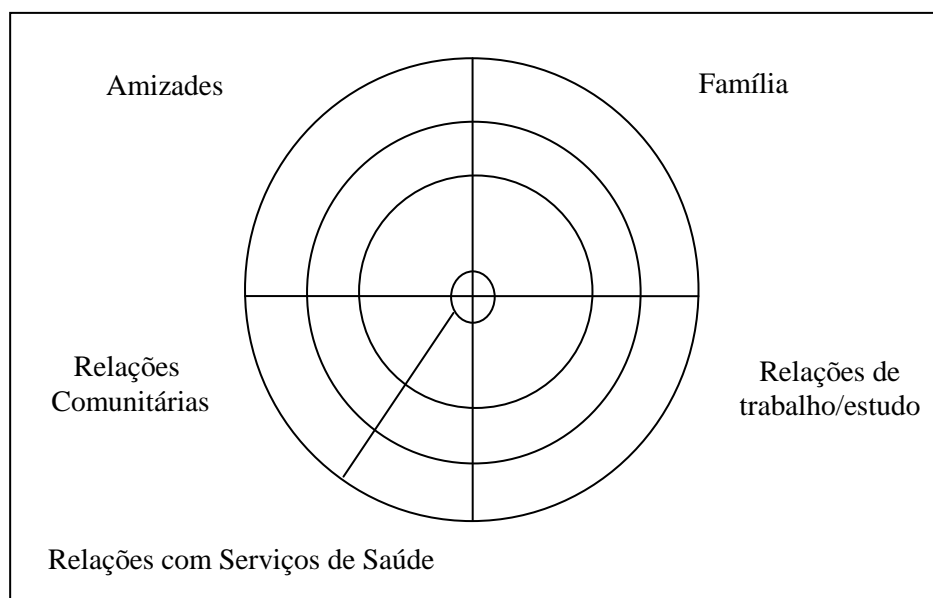 Amizades
Família
Relações
Comunitárias
Relações de
trabalho/estudo
Relações com Serviços de Saúde